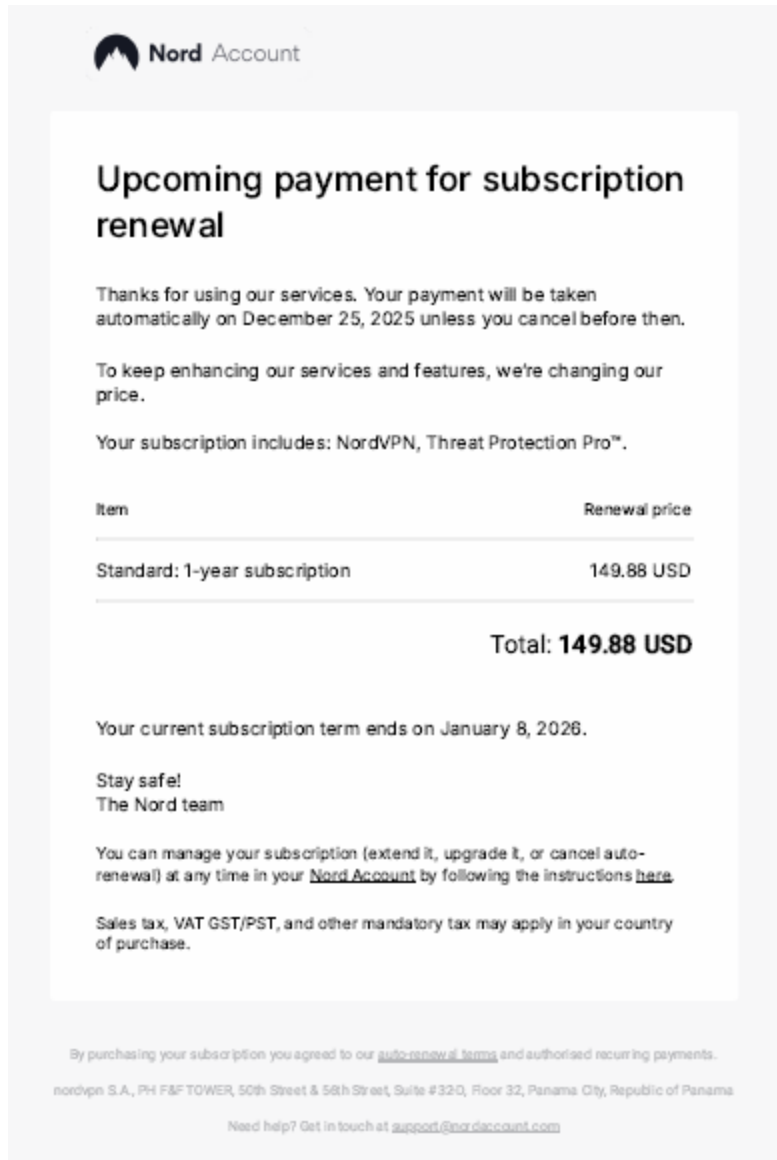 Nord Account
Upcoming payment for subscription
renewal
Thanks for using our services. Your payment will be taken
automatically on December 25, 2025 unless you cancel before then.
To keep enhancing our services and features, we're changing our
price.
Your subscription includes: NordVPN, Threat Protection Pro™.
Item Renewal price
Standard: 1-year subscription 149.88 USD
Total: 149.88 USD
Your current subscription term ends on January 8, 2026.
Stay safe!
The Nord team
You can manage your subscription (extend it, upgrade it, or cancel auto-
renewal) at any time in your Nord Account by following the instructions here.
Sales tax, VAT GST/PST, and other mandatory tax may apply in your country
of purchase.
By purchasing your subscription you agreed to our auto-renewal terms and authorised recurring payments.
nordvpn S.A., PH F&F TOWER, 50th Street & 56th Street, Suite #32-D, Floor 32, Panama City, Republic of Panama
Need help? Get in touch at support@nordaccount.com